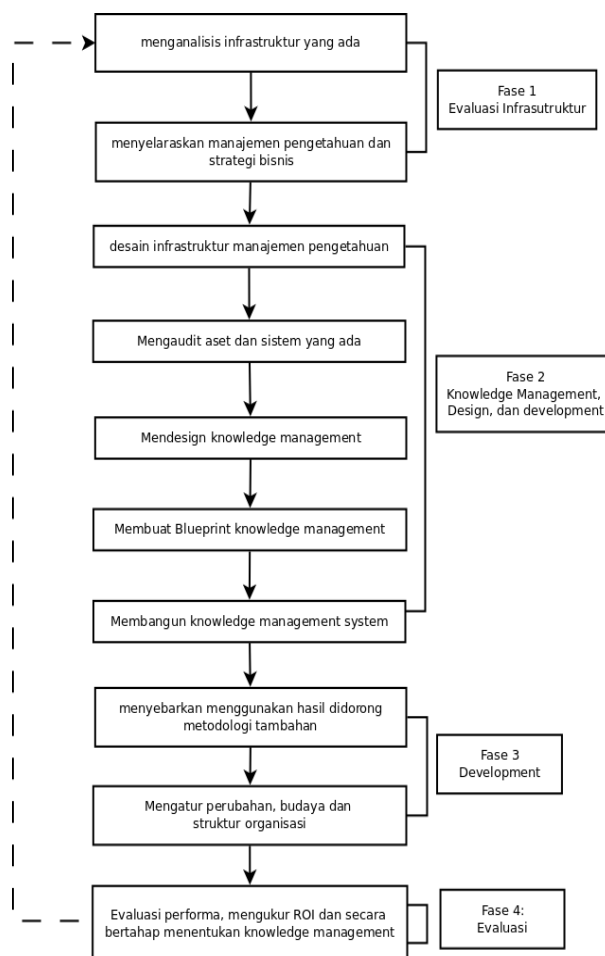 menganalisis infrastruktur yang ada
Fase 1
Evaluasi Infrasutruktur
menyelaraskan manajemen pengetahuan dan
strategi bisnis
desain infrastruktur manajemen pengetahuan
Mengaudit aset dan sistem yang ada
Fase 2
Knowledge Management,
Design, dan development
Mendesign knowledge management
Membuat Blueprint knowledge management
Membangun knowledge management system
menyebarkan menggunakan hasil didorong
metodologi tambahan
Fase 3
Development
Mengatur perubahan, budaya dan
struktur organisasi
Evaluasi performa, mengukur ROI dan secara
bertahap menentukan knowledge management
Fase 4:
Evaluasi